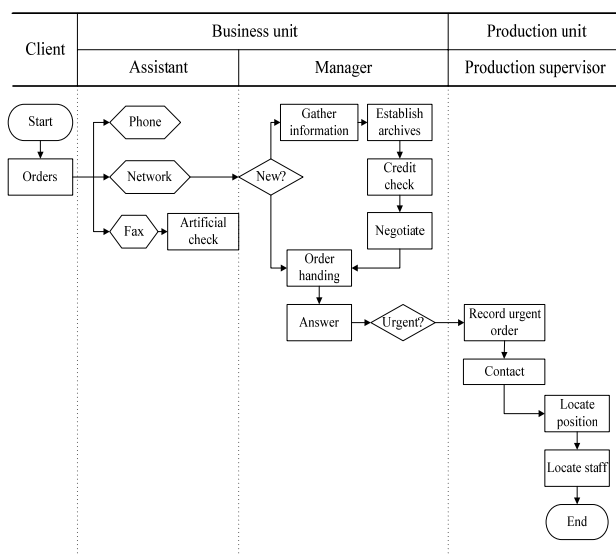 Client
Business unit
Production unit
Assistant
Manager
Production supervisor
Start
Orders
Phone
Network
Fax
Artificial
check
New?
Gather
information
Establish
archives
Credit
check
Negotiate
Order
handing
Answer
Urgent?
Record urgent
order
Contact
Locate
position
Locate staff
End